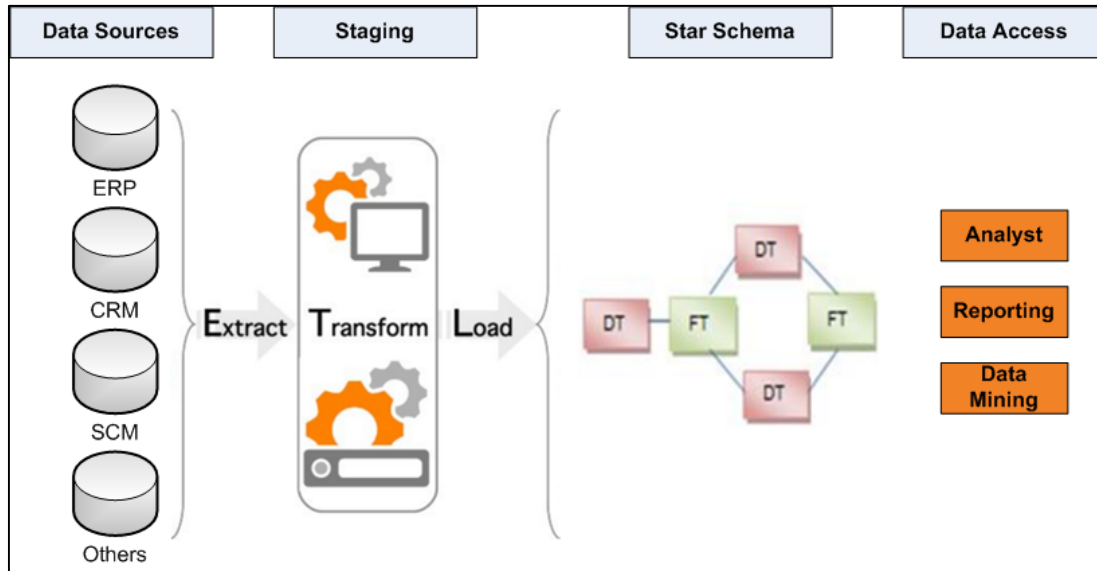 Data Sources
Staging
Star Schema
Data Access
ERP
CRM
SCM
Others
Extract
Transform
Load
DT
DT
FT
FT
DT
Analyst
Reporting
Data
Mining